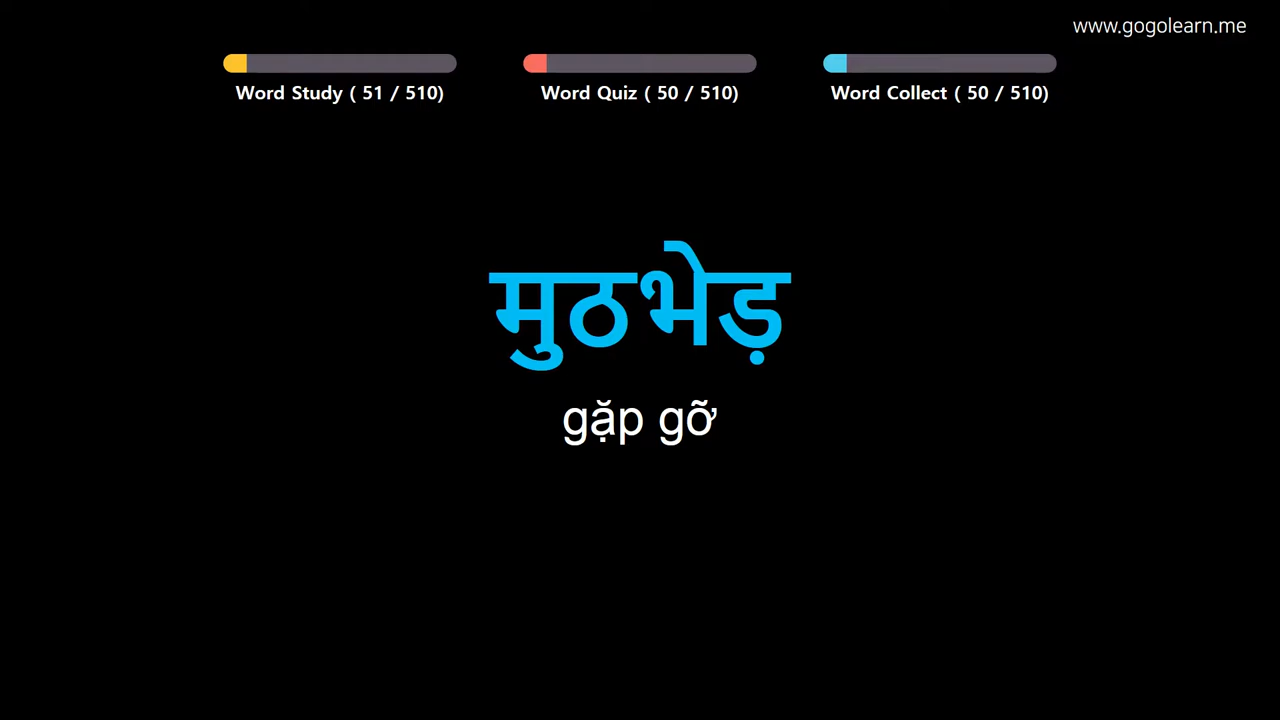 www.gogolearn.me
Word Study ( 51 / 510)
Word Quiz ( 50 / 510)
Word Collect ( 50 / 510)
मुठभेड़
gặp gỡ